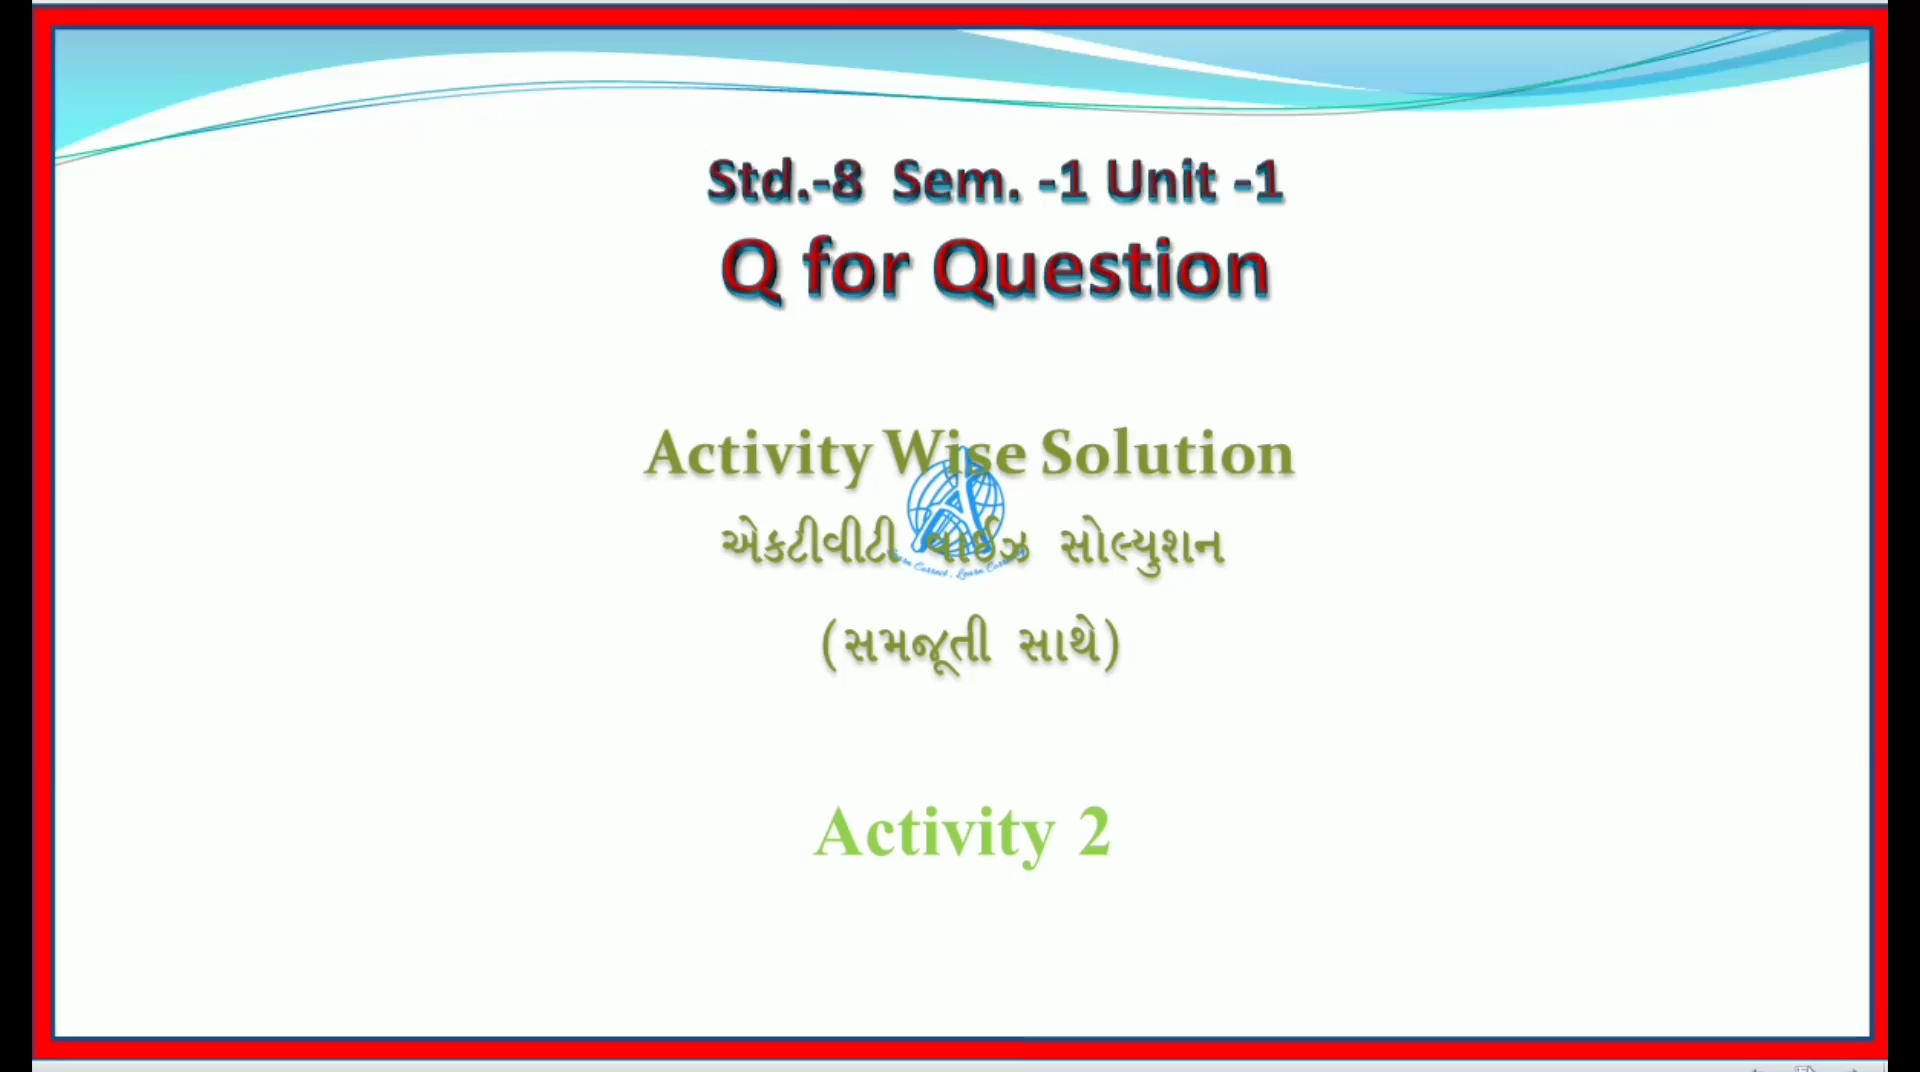 Std.-8 Sem. -1 Unit -1
Q for Question
Activity Wise Solution
એકટીવીટી વાઈઝ સોલ્યુશન
(સમજૂતી સાથે)
Activity 2